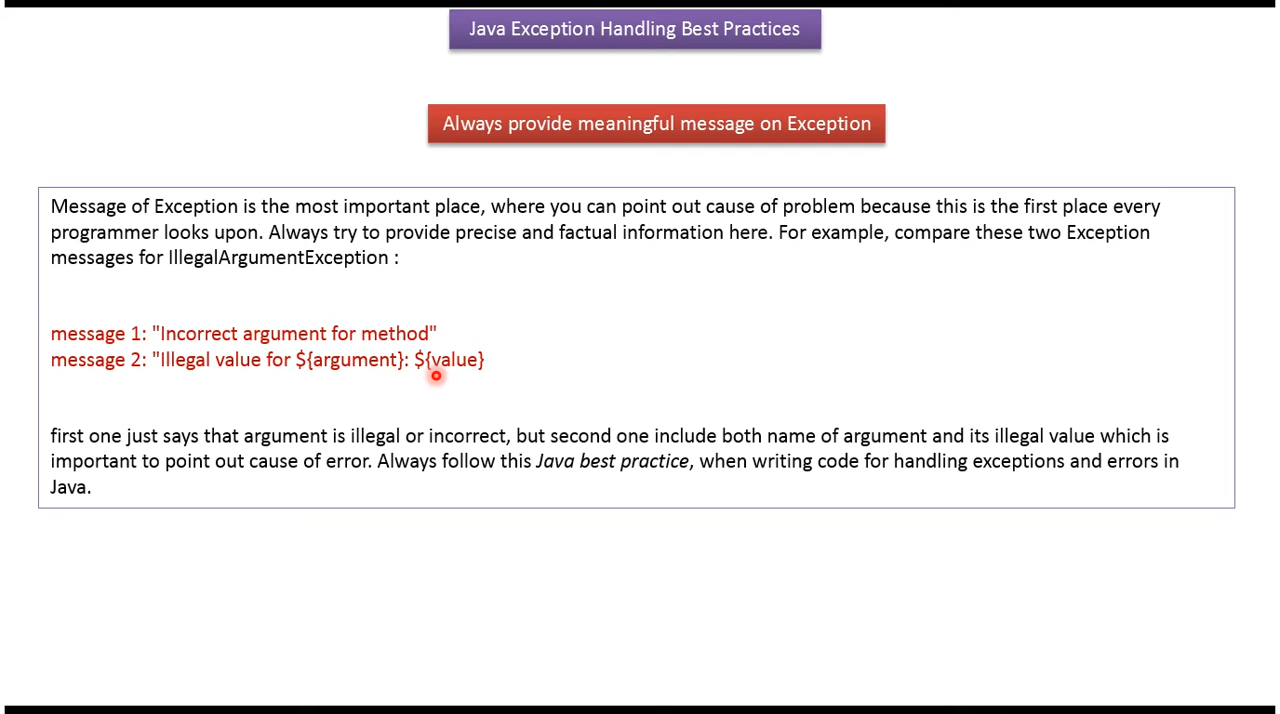 Java Exception Handling Best Practices
Always provide meaningful message on Exception
Message of Exception is the most important place, where you can point out cause of problem because this is the first place every
programmer looks upon. Always try to provide precise and factual information here. For example, compare these two Exception
messages for IllegalArgumentException :
message 1: "Incorrect argument for method"
message 2: "Illegal value for ${argument}: ${value}
first one just says that argument is illegal or incorrect, but second one include both name of argument and its illegal value which is
important to point out cause of error. Always follow this Java best practice, when writing code for handling exceptions and errors in
Java.